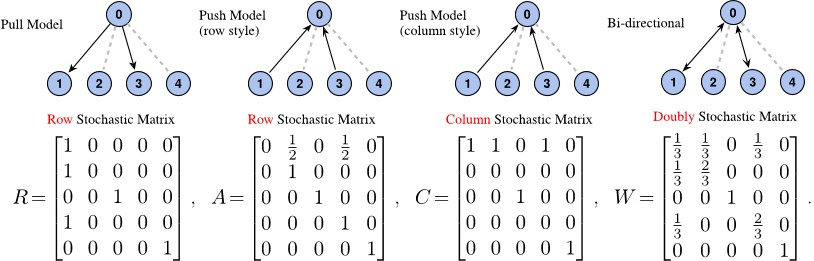 Pull Model
0
1 2 3 4
Row Stochastic Matrix
R = [1 0 0 0 0
1 0 0 0 0
0 0 1 0 0
1 0 0 0 0
0 0 0 0 1] ,
Push Model
(row style)
0
1 2 3 4
Row Stochastic Matrix
A = [0 1/2 0 1/2 0
0 1 0 0 0
0 0 1 0 0
0 0 0 1 0
0 0 0 0 1] ,
Push Model
(column style)
0
1 2 3 4
Column Stochastic Matrix
C = [1 1 0 1 0
0 0 0 0 0
0 0 1 0 0
0 0 0 0 0
0 0 0 0 1] ,
Bi-directional
0
1 2 3 4
Doubly Stochastic Matrix
W = [1/3 1/3 0 1/3 0
1/3 2/3 0 0 0
0 0 1 0 0
1/3 0 0 2/3 0
0 0 0 0 1] .